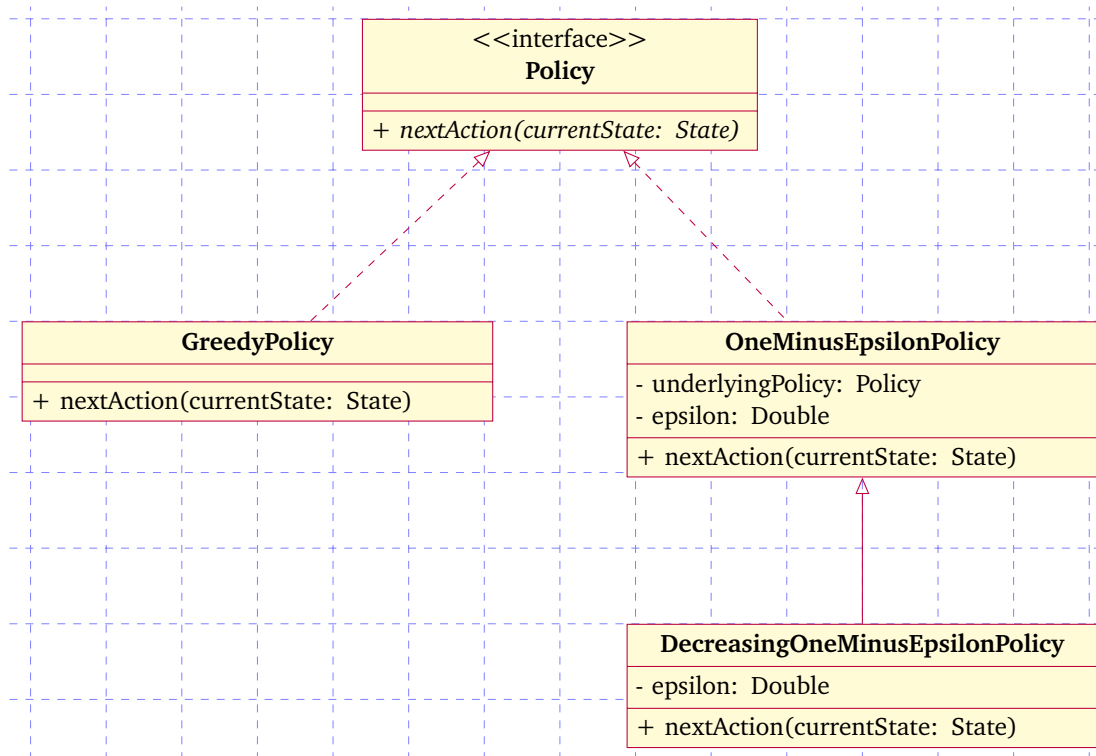 <<interface>>
Policy
+ nextAction(currentState: State)
GreedyPolicy
+ nextAction(currentState: State)
OneMinusEpsilonPolicy
- underlyingPolicy: Policy
- epsilon: Double
+ nextAction(currentState: State)
DecreasingOneMinusEpsilonPolicy
- epsilon: Double
+ nextAction(currentState: State)